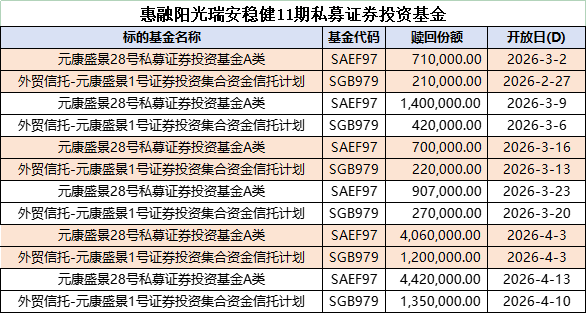 惠融阳光瑞安稳健11期私募证券投资基金
标的基金名称 基金代码 赎回份额 开放日(D)
元康盛景28号私募证券投资基金A类 SAEF97 710,000.00 2026-3-2
外贸信托-元康盛景1号证券投资集合资金信托计划 SGB979 210,000.00 2026-2-27
元康盛景28号私募证券投资基金A类 SAEF97 1,400,000.00 2026-3-9
外贸信托-元康盛景1号证券投资集合资金信托计划 SGB979 420,000.00 2026-3-6
元康盛景28号私募证券投资基金A类 SAEF97 700,000.00 2026-3-16
外贸信托-元康盛景1号证券投资集合资金信托计划 SGB979 220,000.00 2026-3-13
元康盛景28号私募证券投资基金A类 SAEF97 907,000.00 2026-3-23
外贸信托-元康盛景1号证券投资集合资金信托计划 SGB979 270,000.00 2026-3-20
元康盛景28号私募证券投资基金A类 SAEF97 4,060,000.00 2026-4-3
外贸信托-元康盛景1号证券投资集合资金信托计划 SGB979 1,200,000.00 2026-4-3
元康盛景28号私募证券投资基金A类 SAEF97 4,420,000.00 2026-4-13
外贸信托-元康盛景1号证券投资集合资金信托计划 SGB979 1,350,000.00 2026-4-10